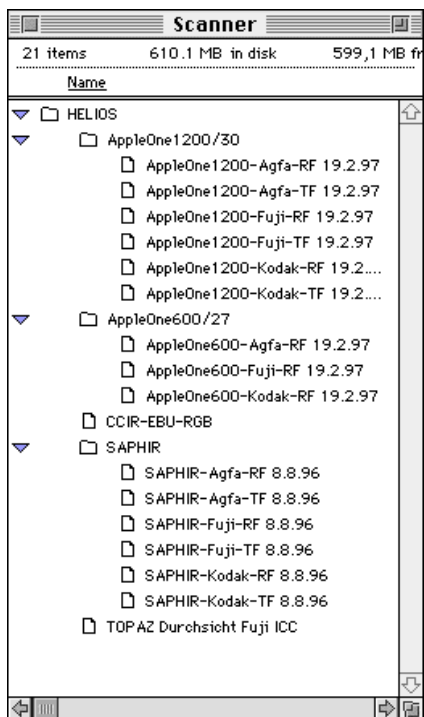 Scanner
21 items 610.1 MB in disk 599,1 MB fr
Name
HELIOS
AppleOne1200/30
AppleOne1200-Agfa-RF 19.2.97
AppleOne1200-Agfa-TF 19.2.97
AppleOne1200-Fuji-RF 19.2.97
AppleOne1200-Fuji-TF 19.2.97
AppleOne1200-Kodak-RF 19.2....
AppleOne1200-Kodak-TF 19.2....
AppleOne600/27
AppleOne600-Agfa-RF 19.2.97
AppleOne600-Fuji-RF 19.2.97
AppleOne600-Kodak-RF 19.2.97
CCIR-EBU-RGB
SAPHIR
SAPHIR-Agfa-RF 8.8.96
SAPHIR-Agfa-TF 8.8.96
SAPHIR-Fuji-RF 8.8.96
SAPHIR-Fuji-TF 8.8.96
SAPHIR-Kodak-RF 8.8.96
SAPHIR-Kodak-TF 8.8.96
TOPAZ Durchsicht Fuji ICC